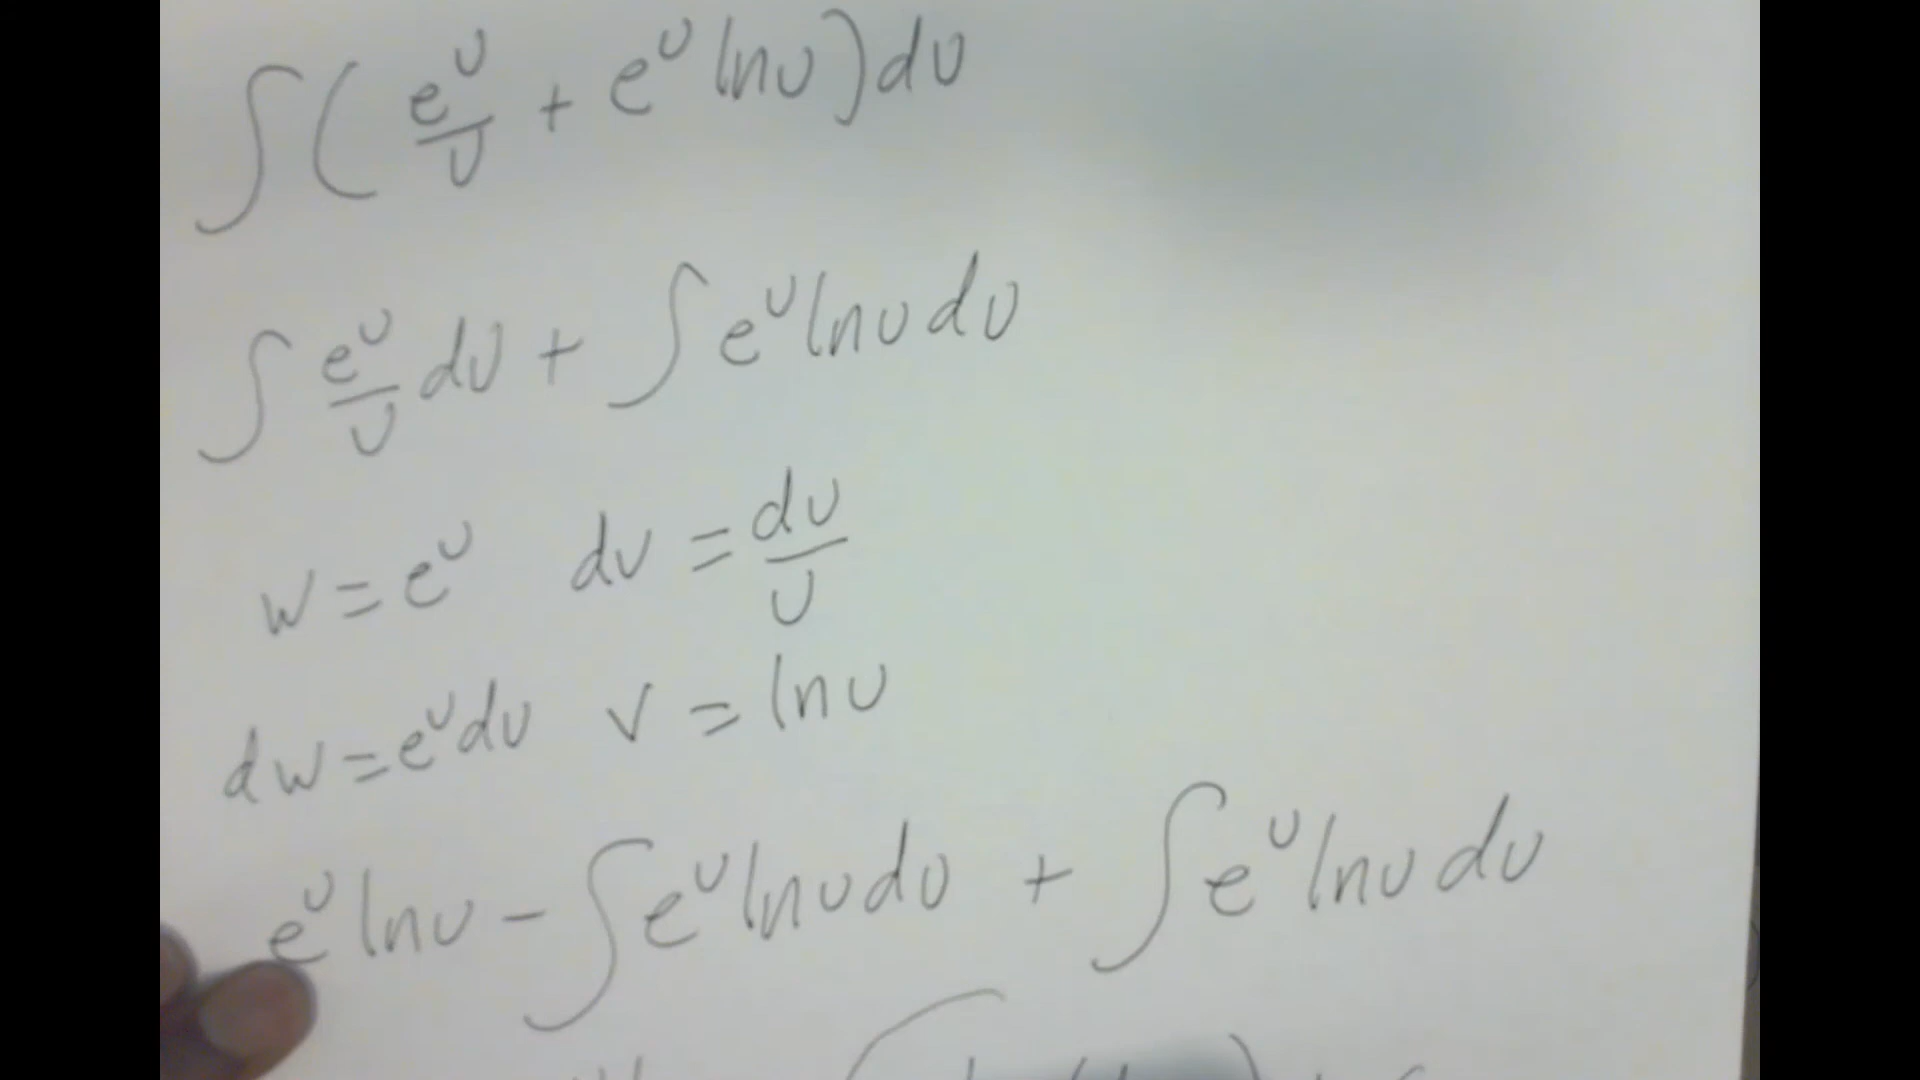 ∫(e^u/u + e^u ln u) du
∫ e^u/u du + ∫ e^u ln u du
w = e^u dv = du/u
dw = e^u du v = ln u
e^u ln u - ∫ e^u ln u du + ∫ e^u ln u du